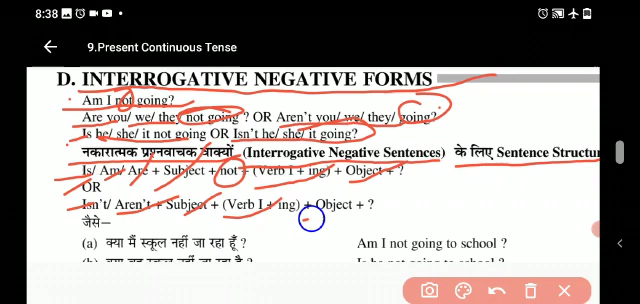 8:38
9.Present Continuous Tense
D. INTERROGATIVE NEGATIVE FORMS
Am I not going?
Are you/ we/ they not going ? OR Aren't you/ we/ they/ going?
Is he/ she/ it not going OR Isn't he/ she/ it going?
नकारात्मक प्रश्नवाचक वाक्यों (Interrogative Negative Sentences) के लिए Sentence Structur
Is/ Am/ Are + Subject + not + (Verb I + ing) + Object + ?
OR
Isn't/ Aren't + Subject + (Verb I + ing) + Object + ?
जैसे—
(a) क्या मैं स्कूल नहीं जा रहा हूँ ? Am I not going to school ?